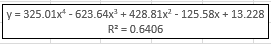 y = 325.01x⁴ - 623.64x³ + 428.81x² - 125.58x + 13.228
R² = 0.6406